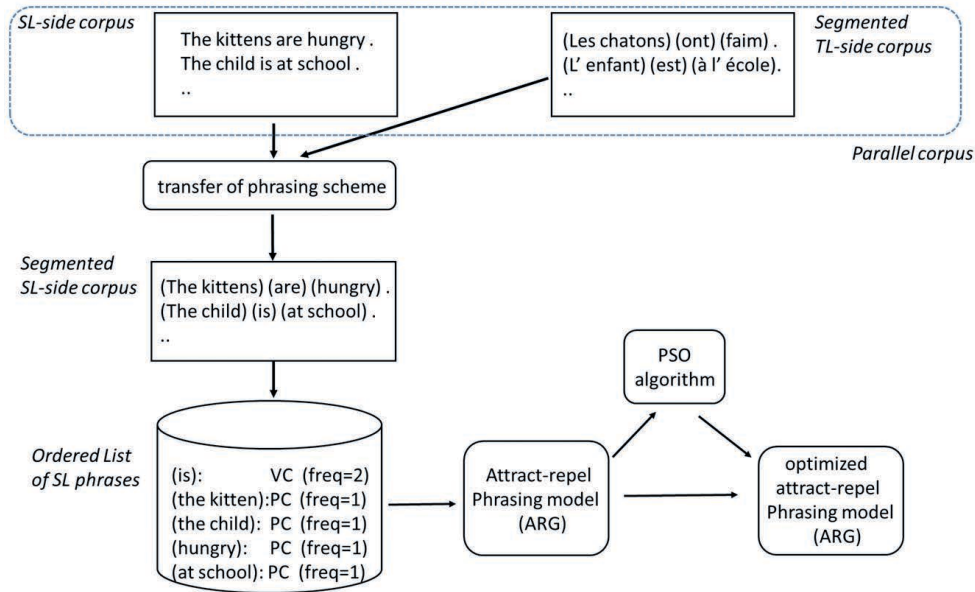 SL-side corpus
The kittens are hungry .
The child is at school .
..
(Les chatons) (ont) (faim) .
(L' enfant) (est) (à l' école).
..
Segmented
TL-side corpus
Parallel corpus
transfer of phrasing scheme
Segmented
SL-side corpus
(The kittens) (are) (hungry) .
(The child) (is) (at school) .
..
Ordered List
of SL phrases
(is): VC (freq=2)
(the kitten):PC (freq=1)
(the child): PC (freq=1)
(hungry): PC (freq=1)
(at school): PC (freq=1)
Attract-repel
Phrasing model
(ARG)
PSO
algorithm
optimized
attract-repel
Phrasing model
(ARG)